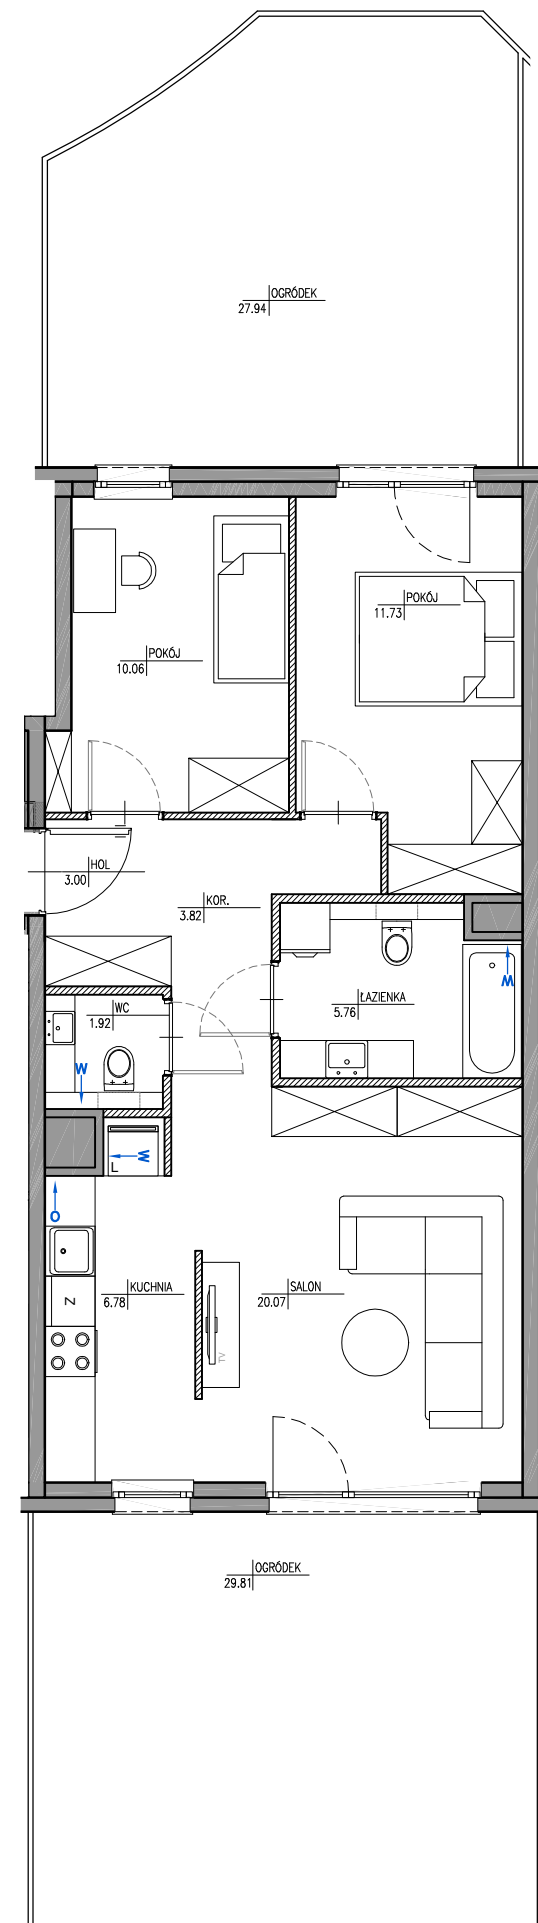 OGRÓDEK
27.94
POKÓJ
11.73
POKÓJ
10.06
HOL
3.00
KOR.
3.82
ŁAZIENKA
5.76
W
WC
1.92
W
L
W
O
KUCHNIA
6.78
SALON
20.07
Z
TV
OGRÓDEK
29.81